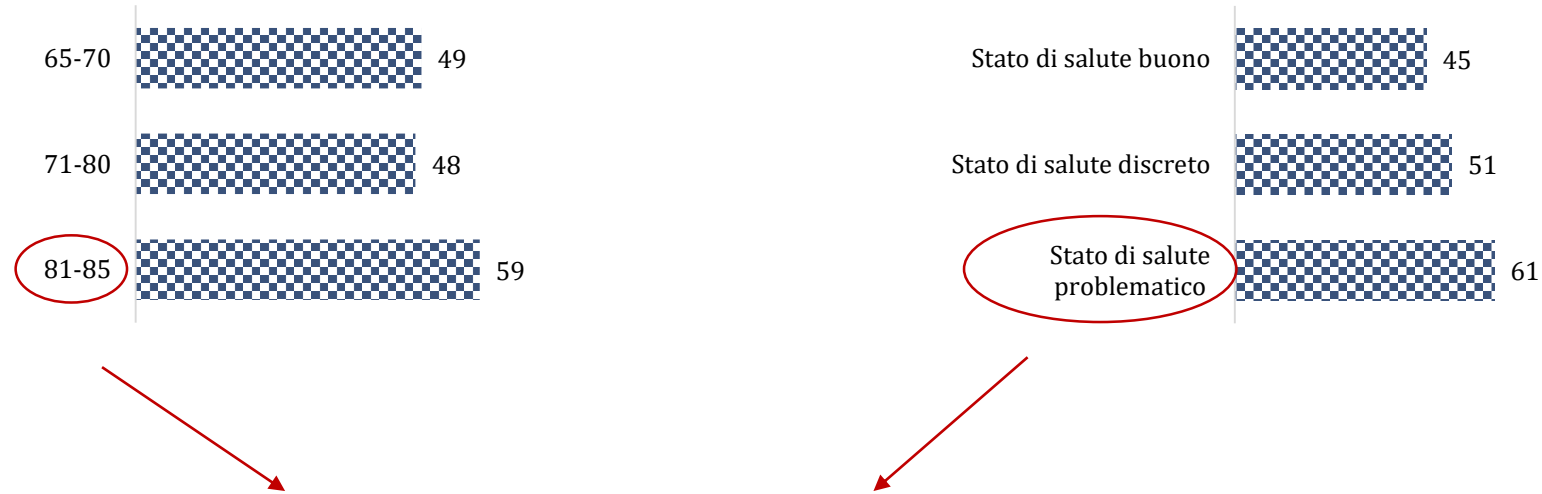 65-70
49
71-80
48
81-85
59
Stato di salute buono
45
Stato di salute discreto
51
Stato di salute
problematico
61